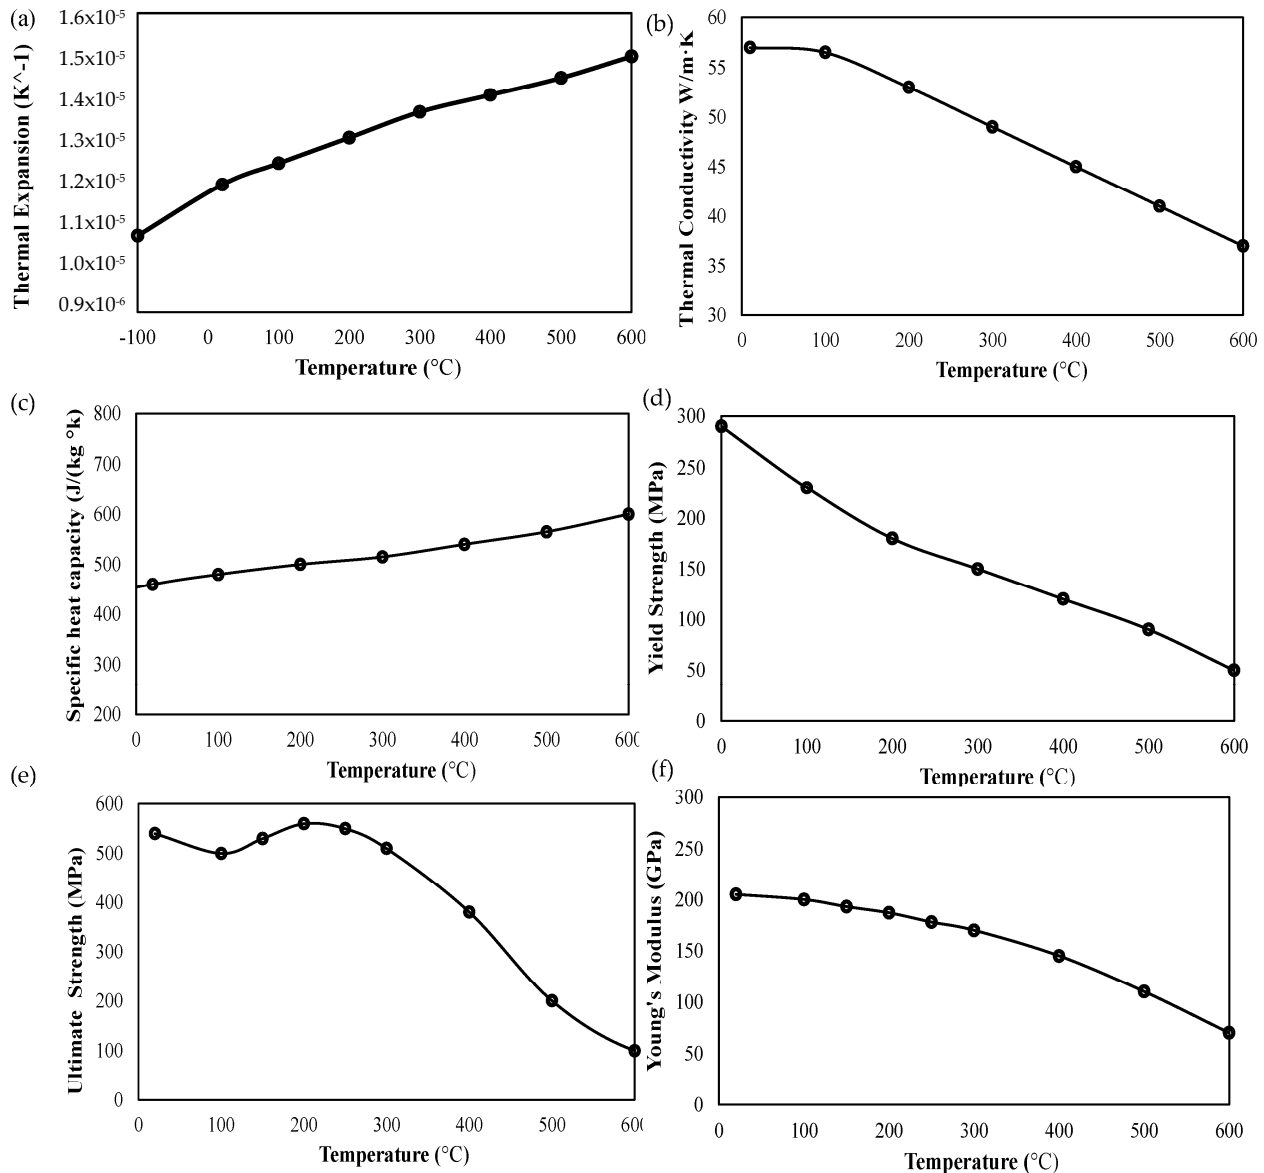 (a)
Thermal Expansion (K^-1)
1.6x10-5
1.5x10-5
1.4x10-5
1.3x10-5
1.2x10-5
1.1x10-5
1.0x10-5
0.9x10-6
-100 0 100 200 300 400 500 600
Temperature (°C)
(b)
Thermal Conductivity W/m·K
60
55
50
45
40
35
30
0 100 200 300 400 500 600
Temperature (°C)
(c)
Specific heat capacity (J/(kg °k)
800
700
600
500
400
300
200
0 100 200 300 400 500 600
Temperature (°C)
(d)
Yield Strength (MPa)
300
250
200
150
100
50
0
0 100 200 300 400 500 600
Temperature (°C)
(e)
Ultimate Strength (MPa)
600
500
400
300
200
100
0
0 100 200 300 400 500 600
Temperature (°C)
(f)
Young's Modulus (GPa)
300
250
200
150
100
50
0
0 100 200 300 400 500 600
Temperature (°C)